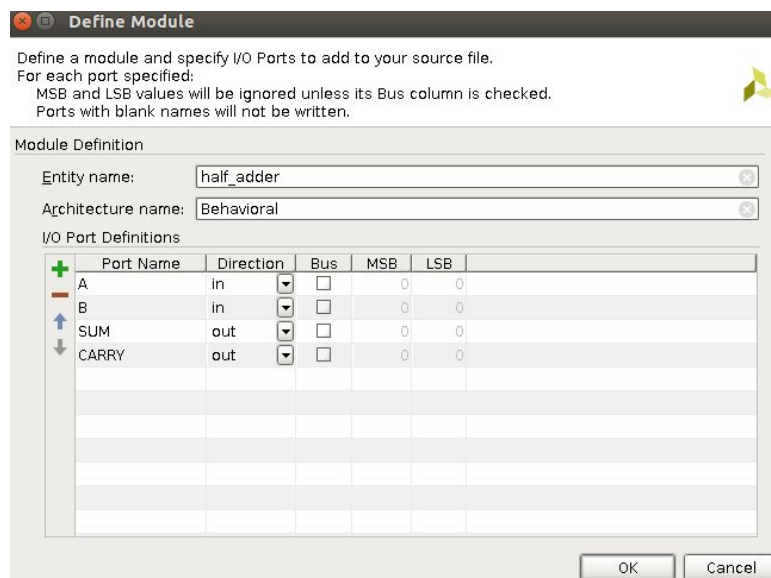 Define Module
Define a module and specify I/O Ports to add to your source file.
For each port specified:
MSB and LSB values will be ignored unless its Bus column is checked.
Ports with blank names will not be written.
Module Definition
Entity name: half_adder
Architecture name: Behavioral
I/O Port Definitions
Port Name Direction Bus MSB LSB
A in 0 0
B in 0 0
SUM out 0 0
CARRY out 0 0
OK Cancel